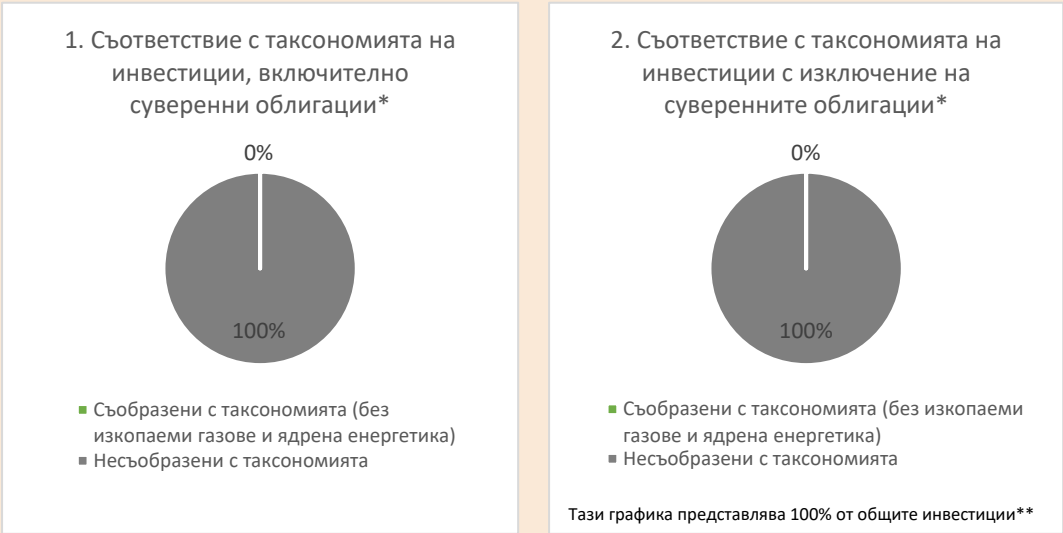 1. Съответствие с таксономията на
инвестиции, включително
суверенни облигации*
0%
100%
Съобразени с таксономията (без
изкопаеми газове и ядрена енергетика)
Несъобразени с таксономията
2. Съответствие с таксономията на
инвестиции с изключение на
суверенните облигации*
0%
100%
Съобразени с таксономията (без изкопаеми
газове и ядрена енергетика)
Несъобразени с таксономията
Тази графика представлява 100% от общите инвестиции**